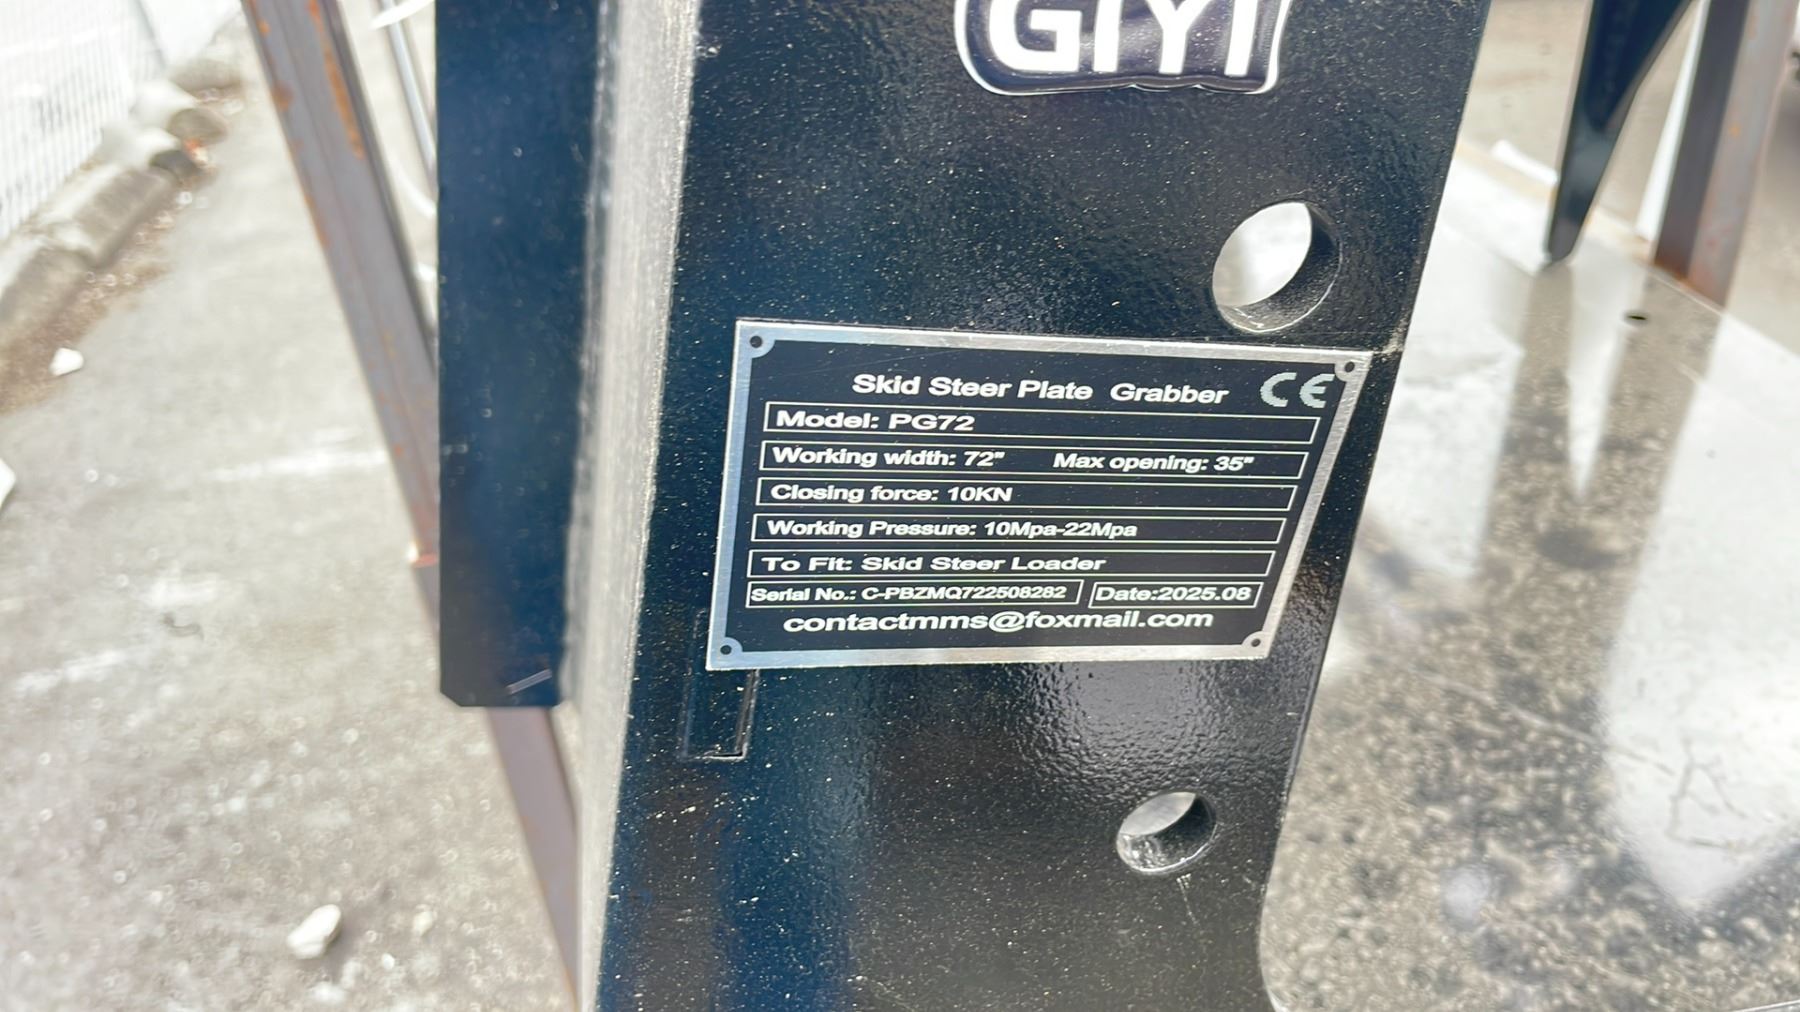 GIYI
Skid Steer Plate Grabber CE
Model: PG72
Working width: 72" Max opening: 35"
Closing force: 10KN
Working Pressure: 10Mpa-22Mpa
To Fit: Skid Steer Loader
Serial No.: C-PBZMQ722508282 Date:2025.08
contactmms@foxmail.com